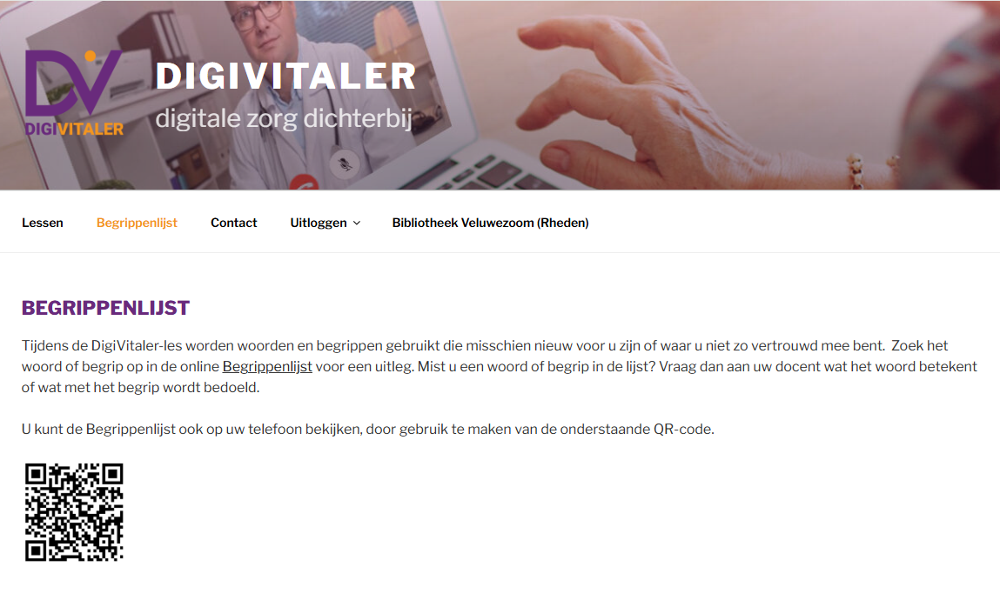 DIGIVITALER
DIGIVITALER
digitale zorg dichterbij
Lessen
Begrippenlijst
Contact
Uitloggen
Bibliotheek Veluwezoom (Rheden)
BEGRIPPENLIJST
Tijdens de DigiVitaler-les worden woorden en begrippen gebruikt die misschien nieuw voor u zijn of waar u niet zo vertrouwd mee bent. Zoek het
woord of begrip op in de online Begrippenlijst voor een uitleg. Mist u een woord of begrip in de lijst? Vraag dan aan uw docent wat het woord betekent
of wat met het begrip wordt bedoeld.
U kunt de Begrippenlijst ook op uw telefoon bekijken, door gebruik te maken van de onderstaande QR-code.